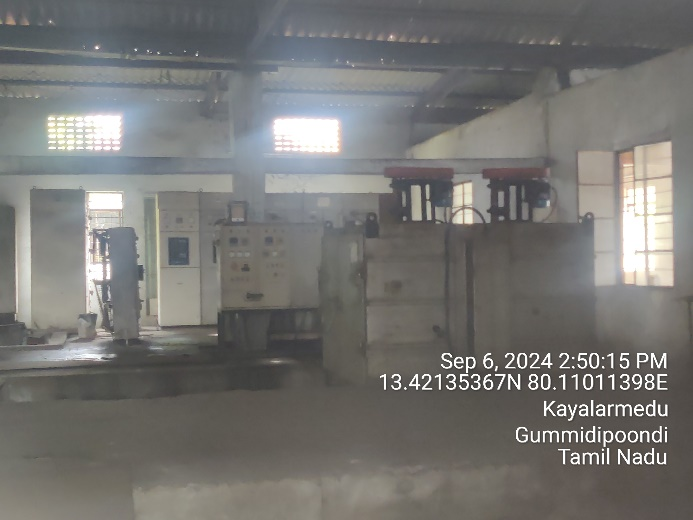 Sep 6, 2024 2:50:15 PM
13.42135367N 80.11011398E
Kayalarmedu
Gummidipoondi
Tamil Nadu